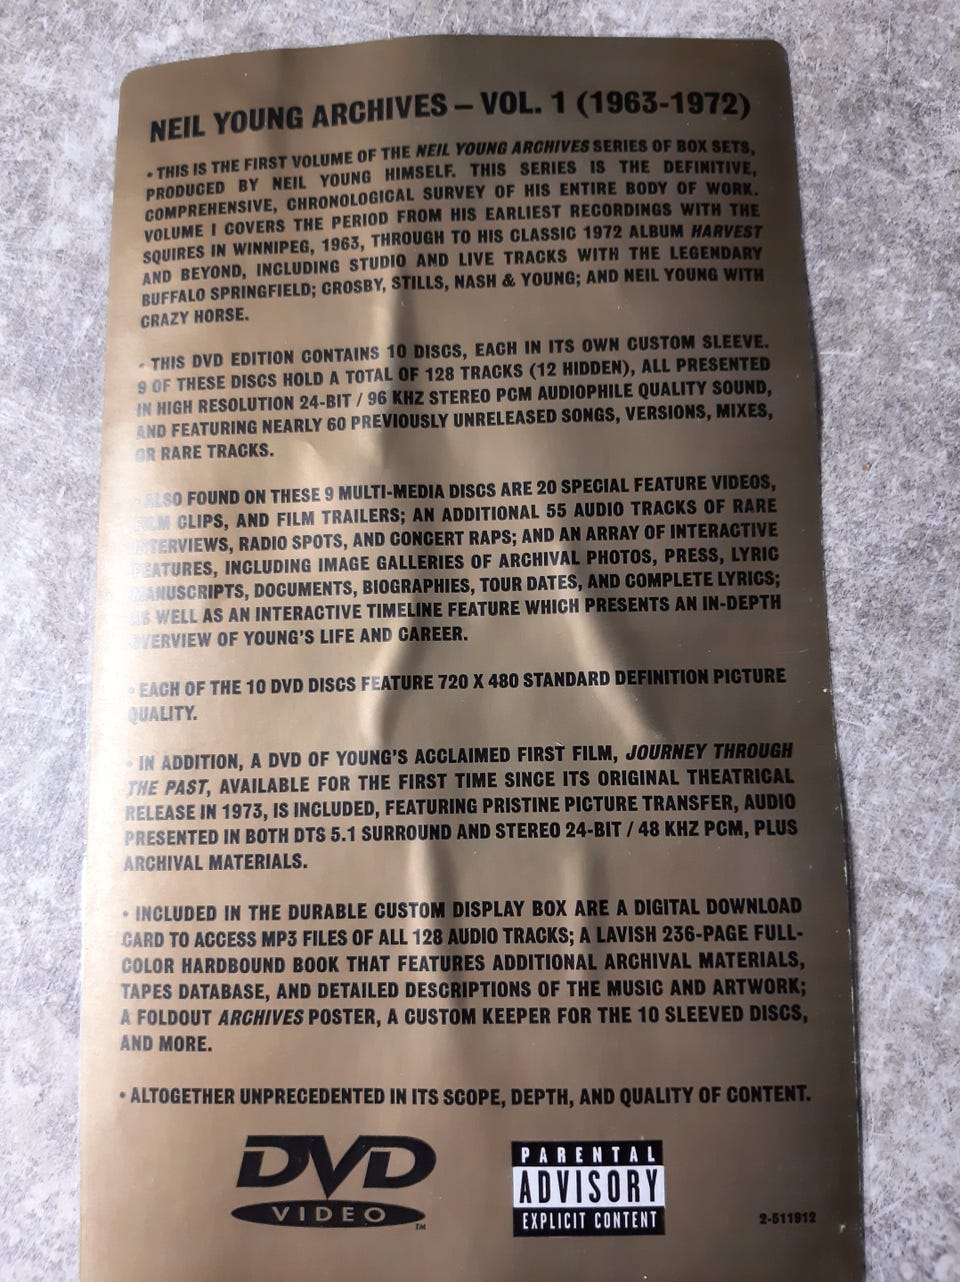 NEIL YOUNG ARCHIVES – VOL. 1 (1963-1972)
• THIS IS THE FIRST VOLUME OF THE NEIL YOUNG ARCHIVES SERIES OF BOX SETS,
PRODUCED BY NEIL YOUNG HIMSELF. THIS SERIES IS THE DEFINITIVE,
COMPREHENSIVE, CHRONOLOGICAL SURVEY OF HIS ENTIRE BODY OF WORK.
VOLUME I COVERS THE PERIOD FROM HIS EARLIEST RECORDINGS WITH THE
SQUIRES IN WINNIPEG, 1963, THROUGH TO HIS CLASSIC 1972 ALBUM HARVEST
AND BEYOND, INCLUDING STUDIO AND LIVE TRACKS WITH THE LEGENDARY
BUFFALO SPRINGFIELD; CROSBY, STILLS, NASH & YOUNG; AND NEIL YOUNG WITH
CRAZY HORSE.
• THIS DVD EDITION CONTAINS 10 DISCS, EACH IN ITS OWN CUSTOM SLEEVE.
9 OF THESE DISCS HOLD A TOTAL OF 128 TRACKS (12 HIDDEN), ALL PRESENTED
IN HIGH RESOLUTION 24-BIT / 96 KHZ STEREO PCM AUDIOPHILE QUALITY SOUND,
AND FEATURING NEARLY 60 PREVIOUSLY UNRELEASED SONGS, VERSIONS, MIXES,
OR RARE TRACKS.
• ALSO FOUND ON THESE 9 MULTI-MEDIA DISCS ARE 20 SPECIAL FEATURE VIDEOS,
FILM CLIPS, AND FILM TRAILERS; AN ADDITIONAL 55 AUDIO TRACKS OF RARE
INTERVIEWS, RADIO SPOTS, AND CONCERT RAPS; AND AN ARRAY OF INTERACTIVE
FEATURES, INCLUDING IMAGE GALLERIES OF ARCHIVAL PHOTOS, PRESS, LYRIC
MANUSCRIPTS, DOCUMENTS, BIOGRAPHIES, TOUR DATES, AND COMPLETE LYRICS;
AS WELL AS AN INTERACTIVE TIMELINE FEATURE WHICH PRESENTS AN IN-DEPTH
OVERVIEW OF YOUNG'S LIFE AND CAREER.
• EACH OF THE 10 DVD DISCS FEATURE 720 X 480 STANDARD DEFINITION PICTURE
QUALITY.
• IN ADDITION, A DVD OF YOUNG'S ACCLAIMED FIRST FILM, JOURNEY THROUGH
THE PAST, AVAILABLE FOR THE FIRST TIME SINCE ITS ORIGINAL THEATRICAL
RELEASE IN 1973, IS INCLUDED, FEATURING PRISTINE PICTURE TRANSFER, AUDIO
PRESENTED IN BOTH DTS 5.1 SURROUND AND STEREO 24-BIT / 48 KHZ PCM, PLUS
ARCHIVAL MATERIALS.
• INCLUDED IN THE DURABLE CUSTOM DISPLAY BOX ARE A DIGITAL DOWNLOAD
CARD TO ACCESS MP3 FILES OF ALL 128 AUDIO TRACKS; A LAVISH 236-PAGE FULL-
COLOR HARDBOUND BOOK THAT FEATURES ADDITIONAL ARCHIVAL MATERIALS,
TAPES DATABASE, AND DETAILED DESCRIPTIONS OF THE MUSIC AND ARTWORK;
A FOLDOUT ARCHIVES POSTER, A CUSTOM KEEPER FOR THE 10 SLEEVED DISCS,
AND MORE.
• ALTOGETHER UNPRECEDENTED IN ITS SCOPE, DEPTH, AND QUALITY OF CONTENT.
DVD
VIDEO
TM
PARENTAL
ADVISORY
EXPLICIT CONTENT
2-511912